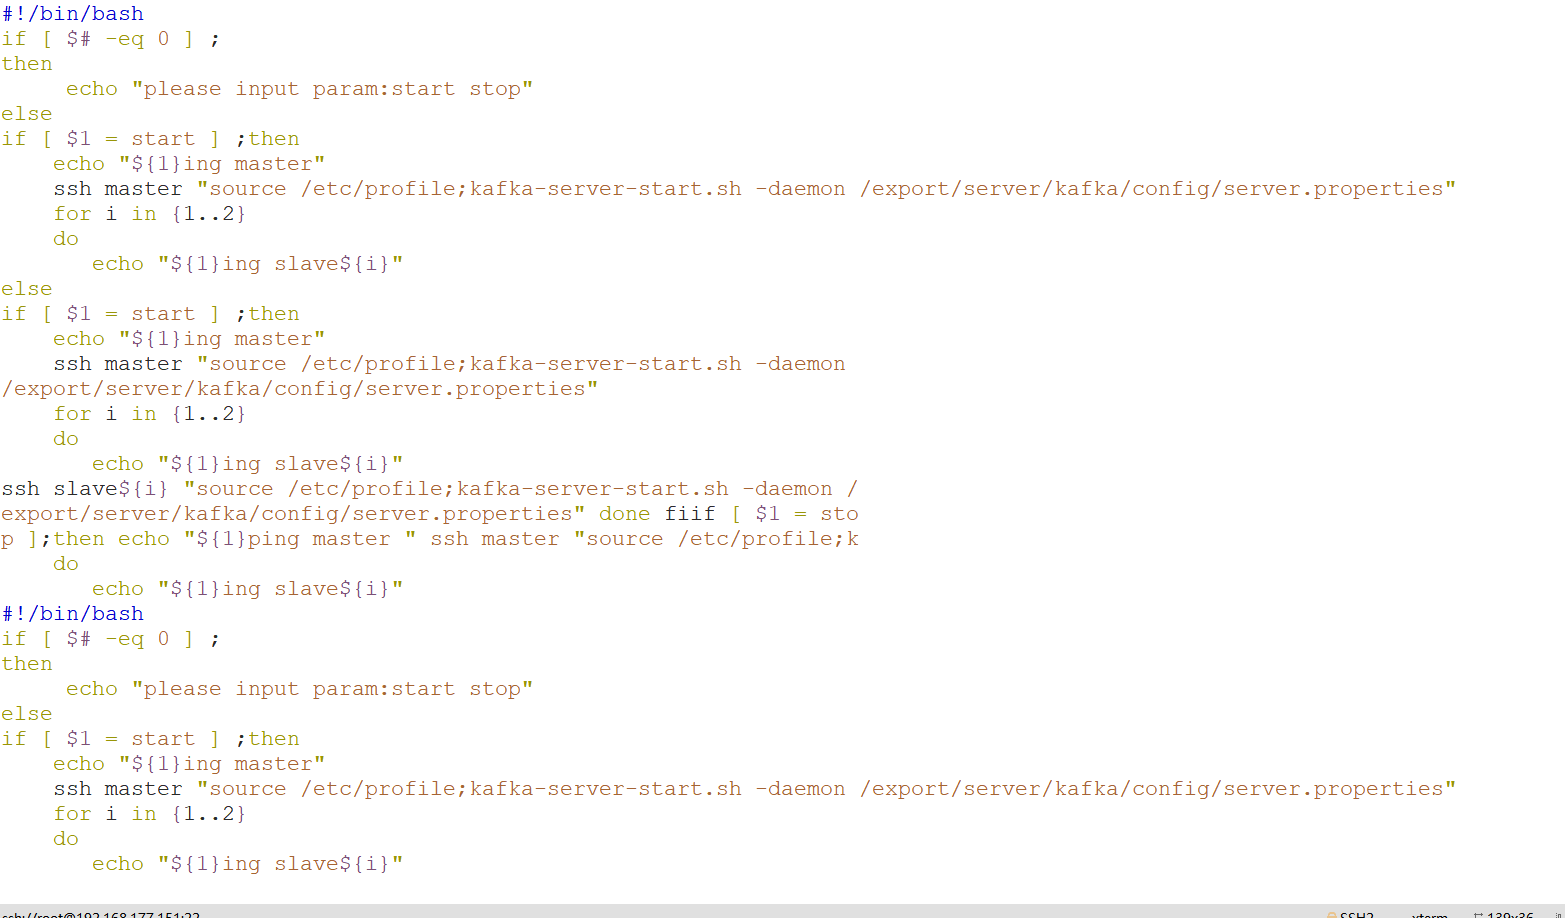 #!/bin/bash
if [ $# -eq 0 ] ;
then
     echo "please input param:start stop"
else
if [ $1 = start ] ;then
    echo "${1}ing master"
    ssh master "source /etc/profile;kafka-server-start.sh -daemon /export/server/kafka/config/server.properties"
    for i in {1..2}
    do
       echo "${1}ing slave${i}"
else
if [ $1 = start ] ;then
    echo "${1}ing master"
    ssh master "source /etc/profile;kafka-server-start.sh -daemon
/export/server/kafka/config/server.properties"
    for i in {1..2}
    do
       echo "${1}ing slave${i}"
ssh slave${i} "source /etc/profile;kafka-server-start.sh -daemon /
export/server/kafka/config/server.properties" done fiif [ $1 = sto
p ];then echo "${1}ping master " ssh master "source /etc/profile;k
    do
       echo "${1}ing slave${i}"
#!/bin/bash
if [ $# -eq 0 ] ;
then
     echo "please input param:start stop"
else
if [ $1 = start ] ;then
    echo "${1}ing master"
    ssh master "source /etc/profile;kafka-server-start.sh -daemon /export/server/kafka/config/server.properties"
    for i in {1..2}
    do
       echo "${1}ing slave${i}"
ssh://root@192.168.177.151:22 SSH2 xterm 139x36